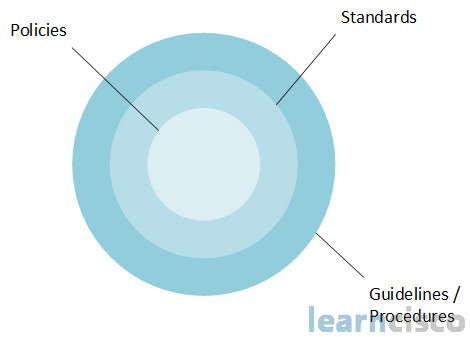 Policies
Standards
Guidelines /
Procedures
learncisco